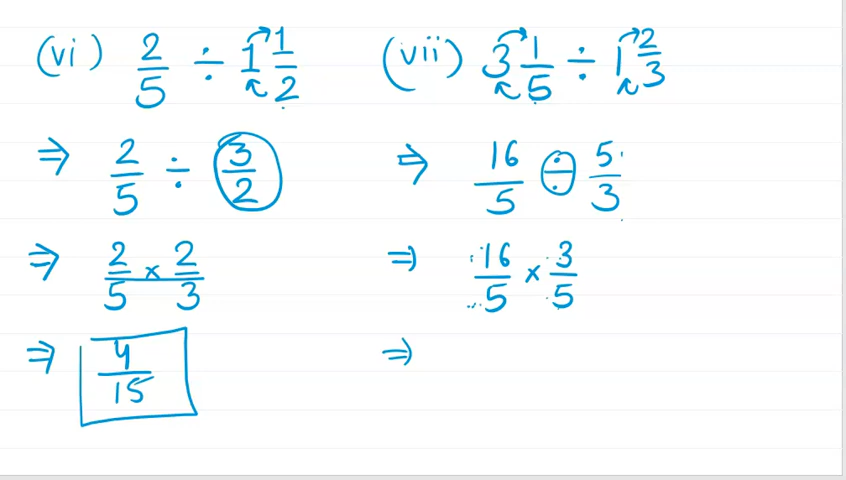 (vi) 2/5 ÷ 1 1/2
⇒ 2/5 ÷ 3/2
⇒ 2/5 × 2/3
⇒ 4/15
(vii) 3 1/5 ÷ 1 2/3
⇒ 16/5 ÷ 5/3
⇒ 16/5 × 3/5
⇒